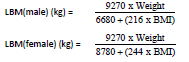 LBM(male) (kg) = 9270 x Weight / 6680 + (216 x BMI)
LBM(female) (kg) = 9270 x Weight / 8780 + (244 x BMI)